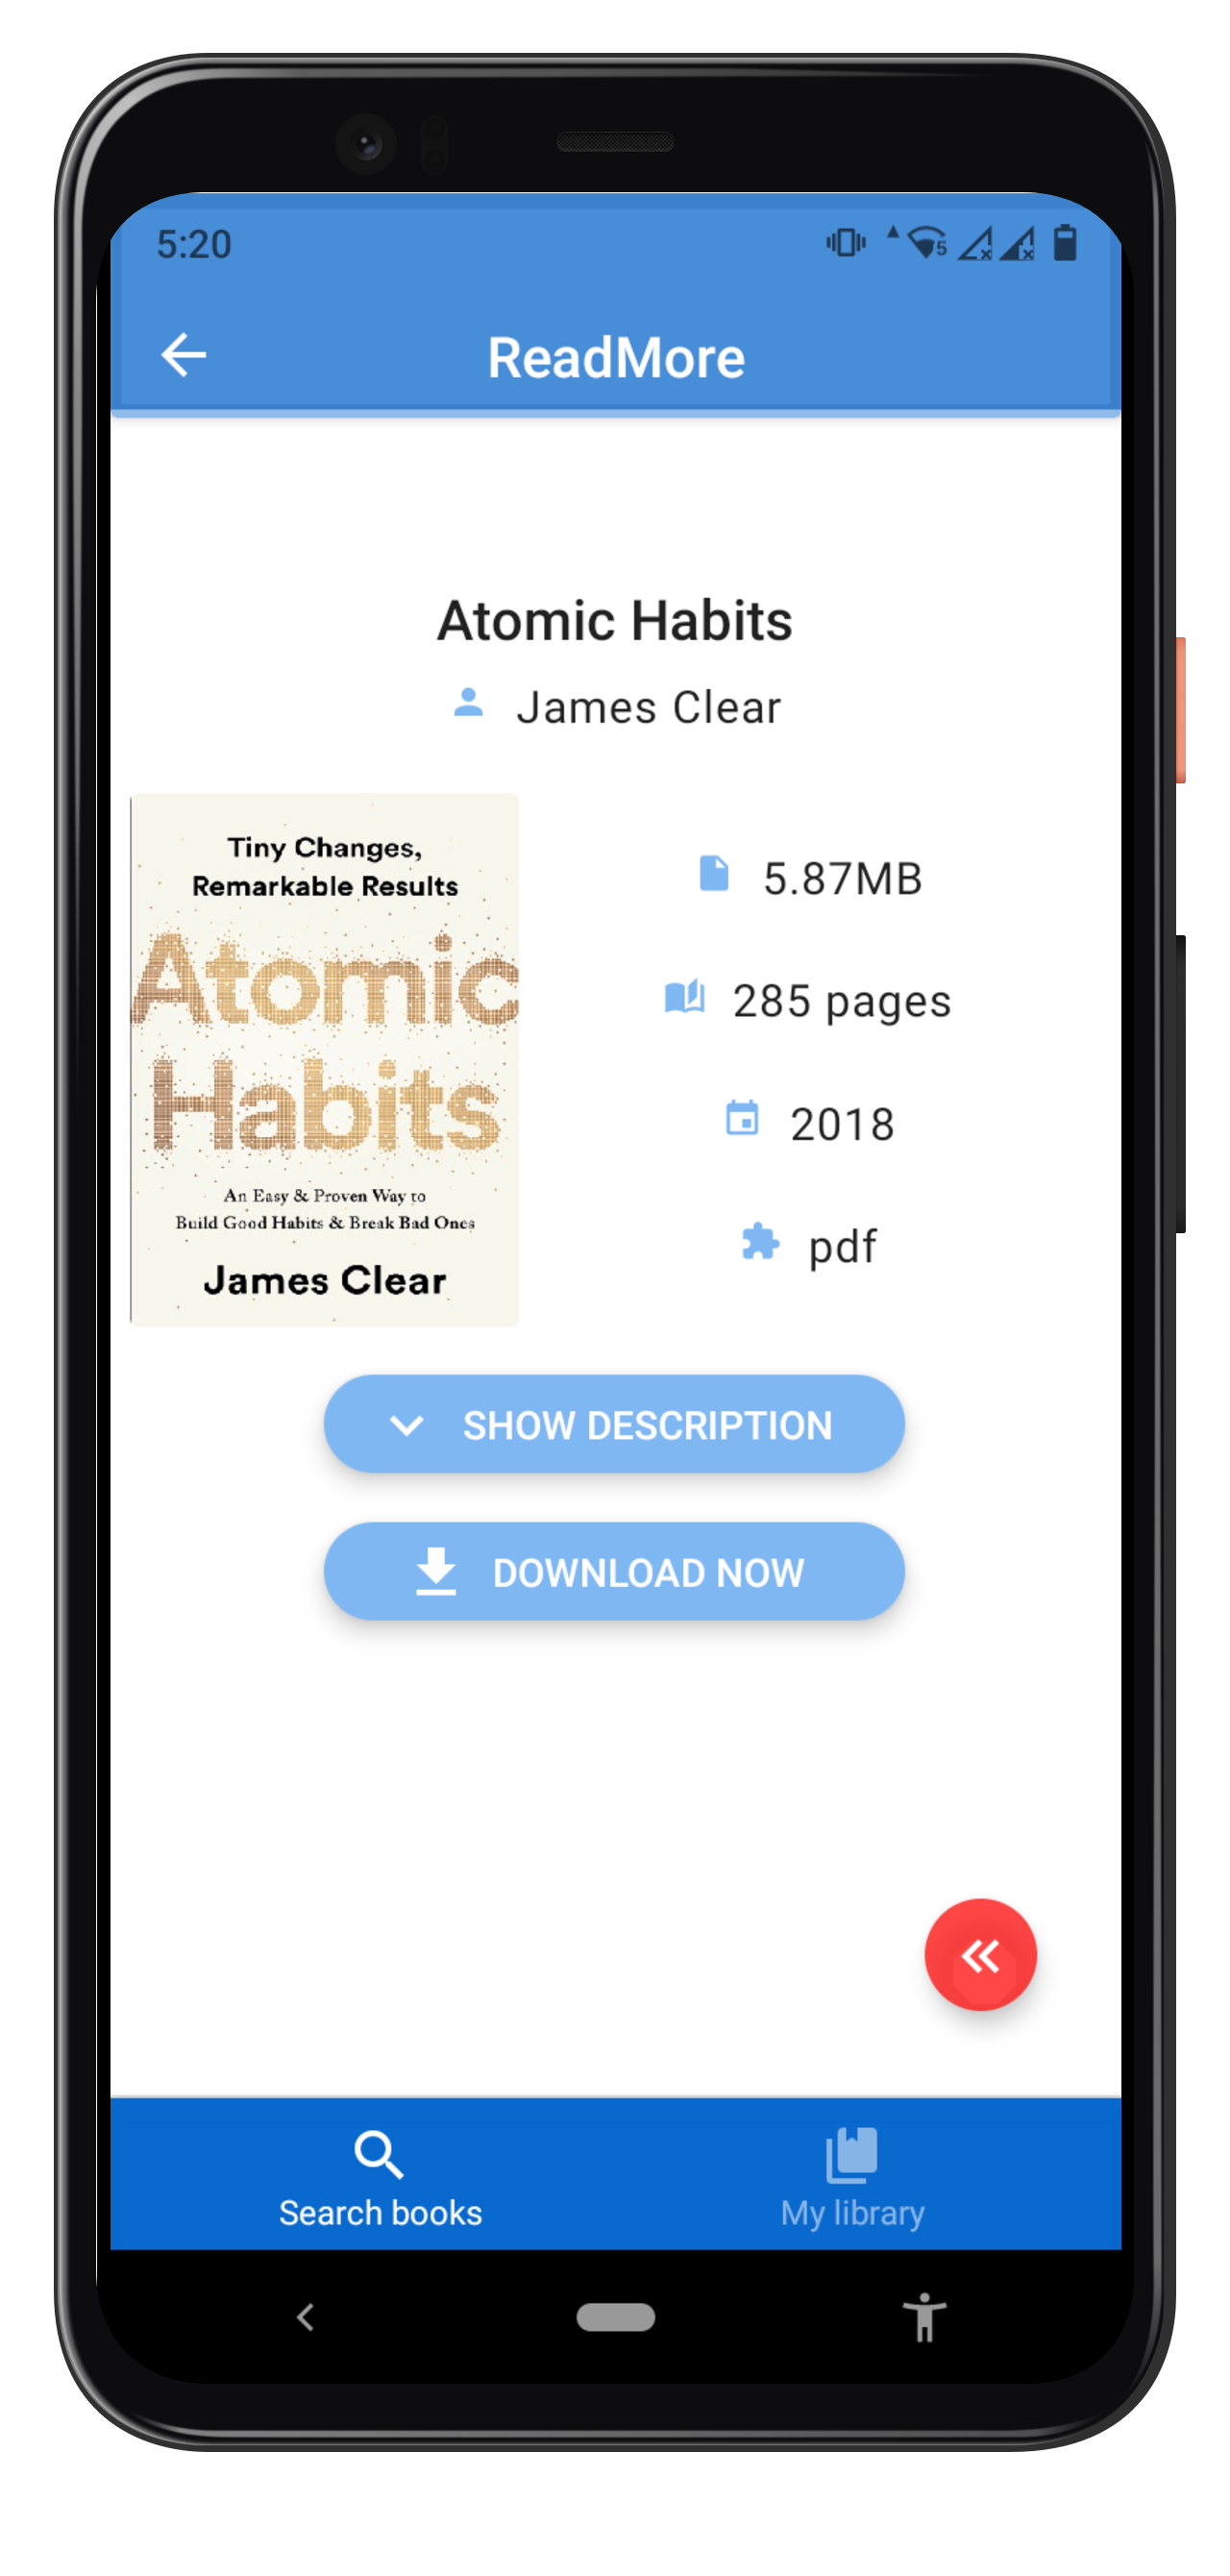 5:20
5
ReadMore
Atomic Habits
James Clear
Tiny Changes,
Remarkable Results
Atomic
Habits
An Easy & Proven Way to
Build Good Habits & Break Bad Ones
James Clear
5.87MB
285 pages
2018
pdf
SHOW DESCRIPTION
DOWNLOAD NOW
Search books
My library